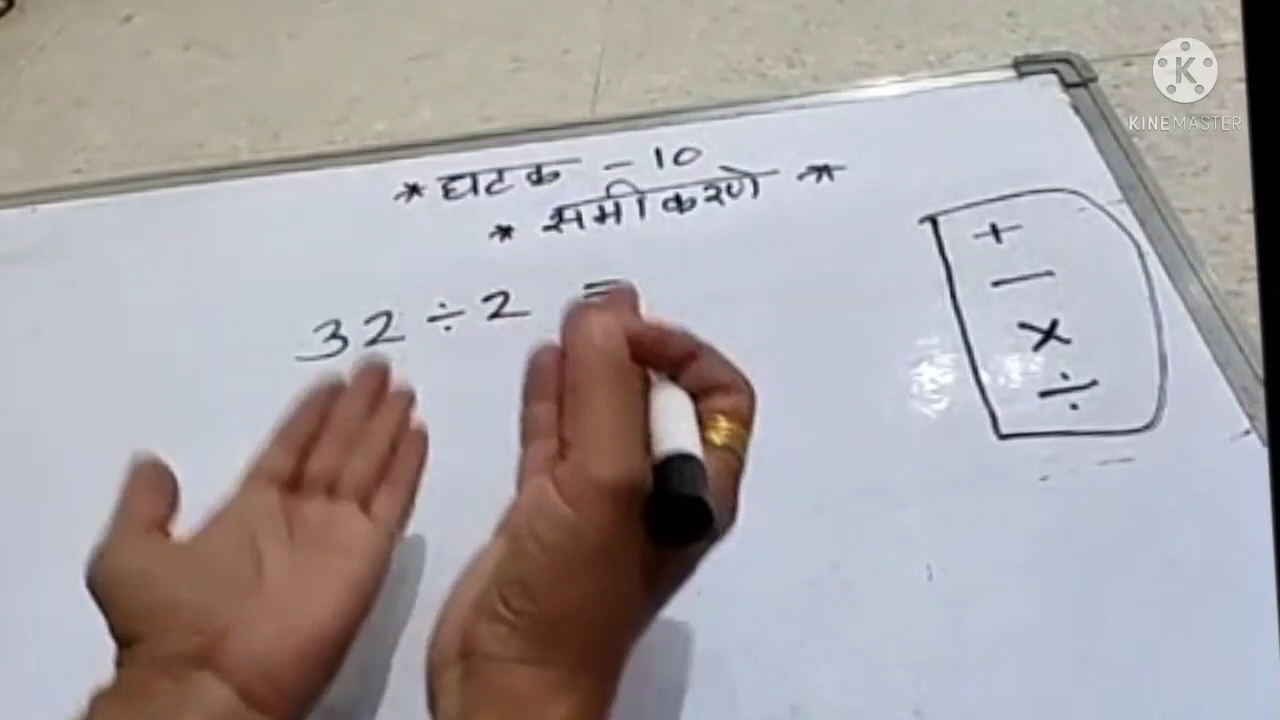 * घटक - 10
* समीकरणे *
32 ÷ 2 =
+
-
×
÷
K
KINEMASTER